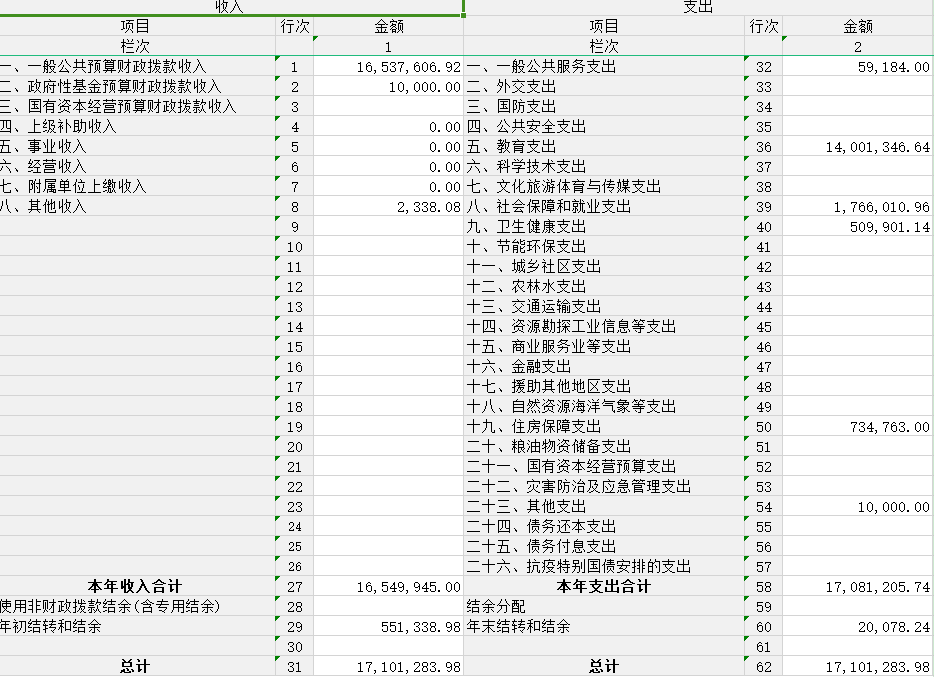 收入 支出
项目 行次 金额 项目 行次 金额
栏次 1 栏次 2
一、一般公共预算财政拨款收入 1 16,537,606.92 一、一般公共服务支出 32 59,184.00
二、政府性基金预算财政拨款收入 2 10,000.00 二、外交支出 33
三、国有资本经营预算财政拨款收入 3 三、国防支出 34
四、上级补助收入 4 0.00 四、公共安全支出 35
五、事业收入 5 0.00 五、教育支出 36 14,001,346.64
六、经营收入 6 0.00 六、科学技术支出 37
七、附属单位上缴收入 7 0.00 七、文化旅游体育与传媒支出 38
八、其他收入 8 2,338.08 八、社会保障和就业支出 39 1,766,010.96
9 九、卫生健康支出 40 509,901.14
10 十、节能环保支出 41
11 十一、城乡社区支出 42
12 十二、农林水支出 43
13 十三、交通运输支出 44
14 十四、资源勘探工业信息等支出 45
15 十五、商业服务业等支出 46
16 十六、金融支出 47
17 十七、援助其他地区支出 48
18 十八、自然资源海洋气象等支出 49
19 十九、住房保障支出 50 734,763.00
20 二十、粮油物资储备支出 51
21 二十一、国有资本经营预算支出 52
22 二十二、灾害防治及应急管理支出 53
23 二十三、其他支出 54 10,000.00
24 二十四、债务还本支出 55
25 二十五、债务付息支出 56
26 二十六、抗疫特别国债安排的支出 57
本年收入合计 27 16,549,945.00 本年支出合计 58 17,081,205.74
使用非财政拨款结余(含专用结余) 28 结余分配 59
年初结转和结余 29 551,338.98 年末结转和结余 60 20,078.24
30 61
总计 31 17,101,283.98 总计 62 17,101,283.98